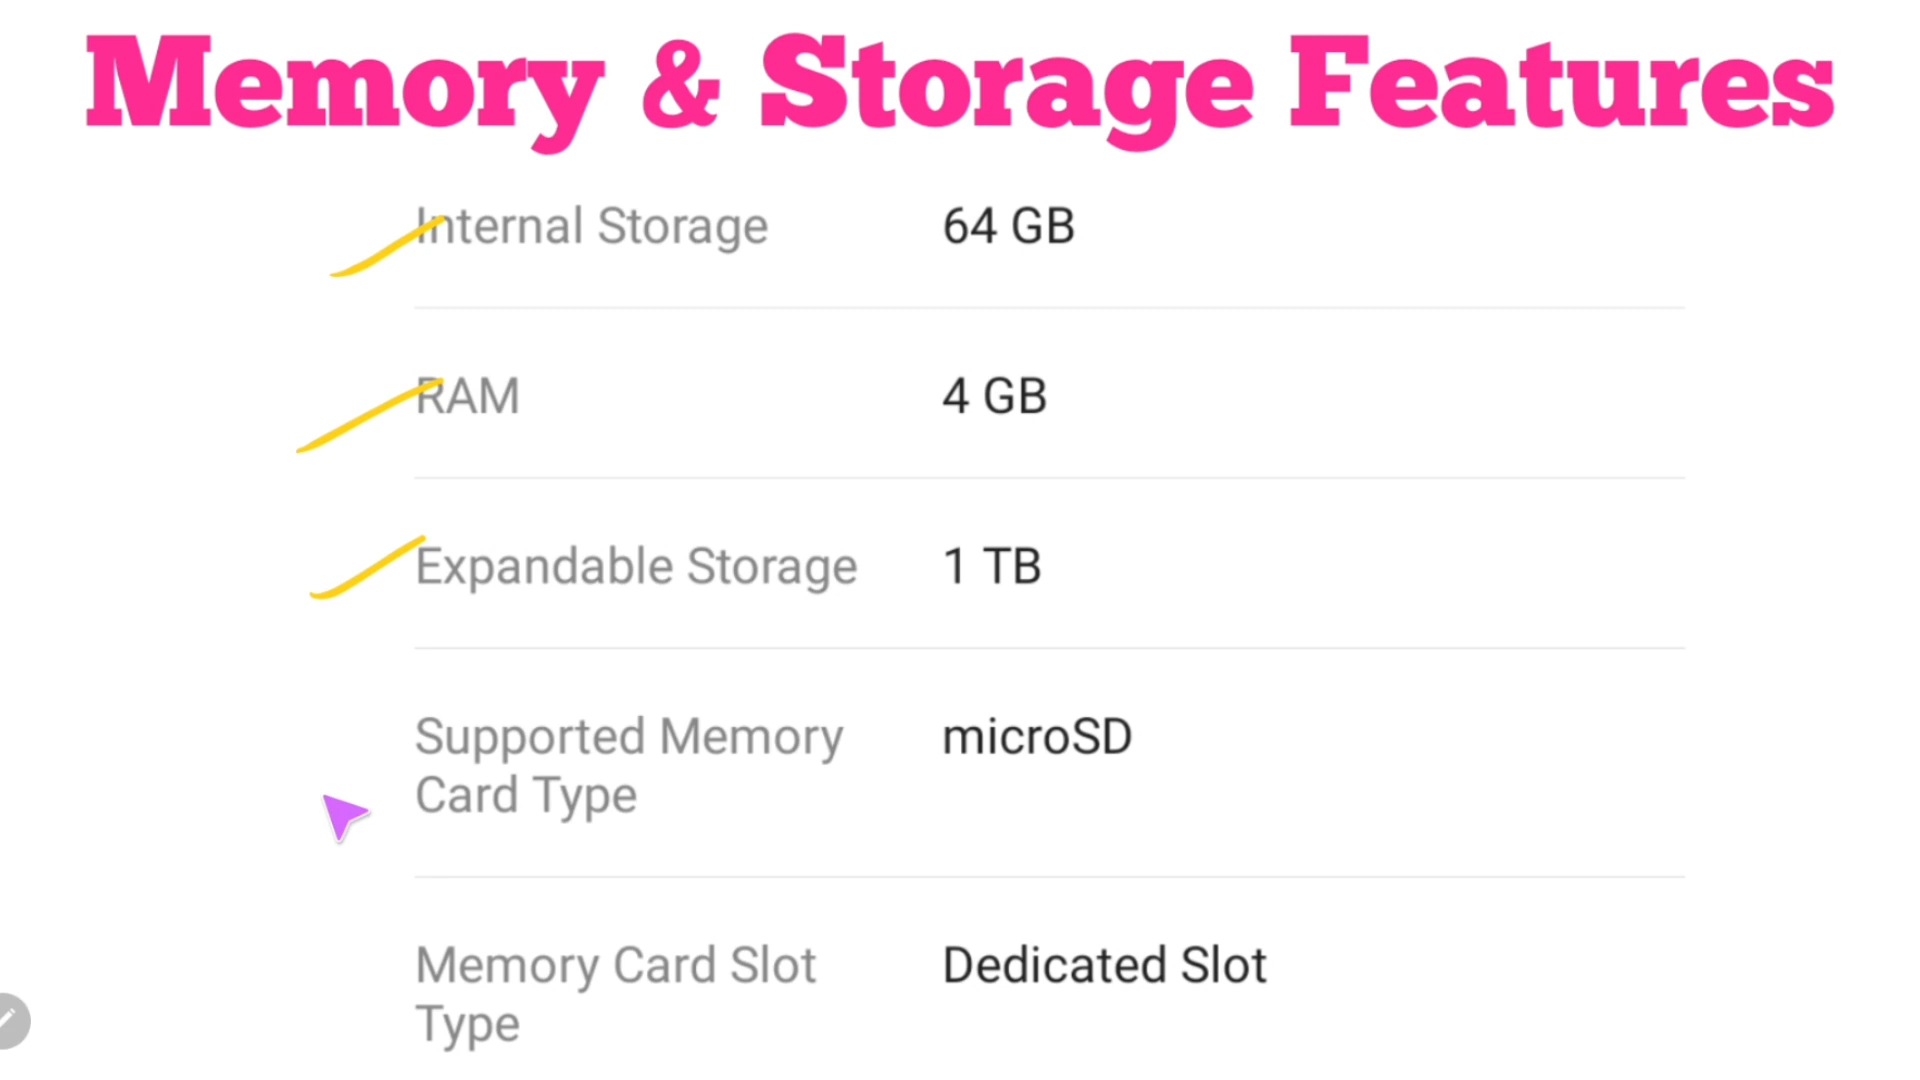 Memory & Storage Features
Internal Storage 64 GB
RAM 4 GB
Expandable Storage 1 TB
Supported Memory microSD
Card Type
Memory Card Slot Dedicated Slot
Type